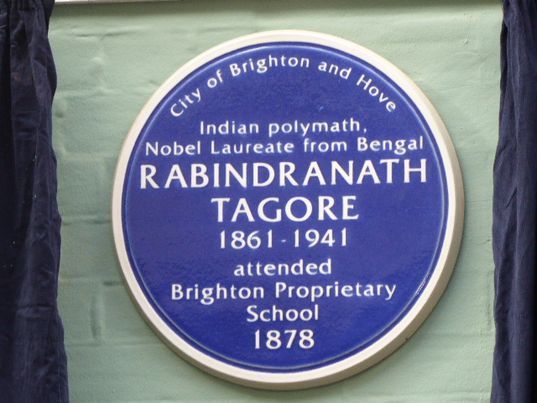 City of Brighton and Hove
Indian polymath,
Nobel Laureate from Bengal
RABINDRANATH
TAGORE
1861 - 1941
attended
Brighton Proprietary
School
1878